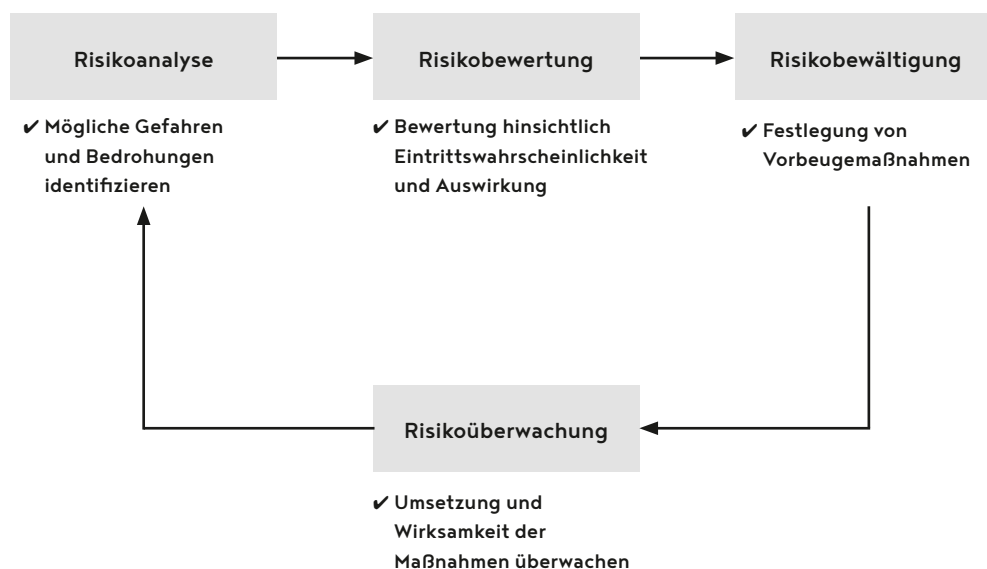 Risikoanalyse
✔ Mögliche Gefahren
und Bedrohungen
identifizieren
Risikobewertung
✔ Bewertung hinsichtlich
Eintrittswahrscheinlichkeit
und Auswirkung
Risikobewältigung
✔ Festlegung von
Vorbeugemaßnahmen
Risikoüberwachung
✔ Umsetzung und
Wirksamkeit der
Maßnahmen überwachen